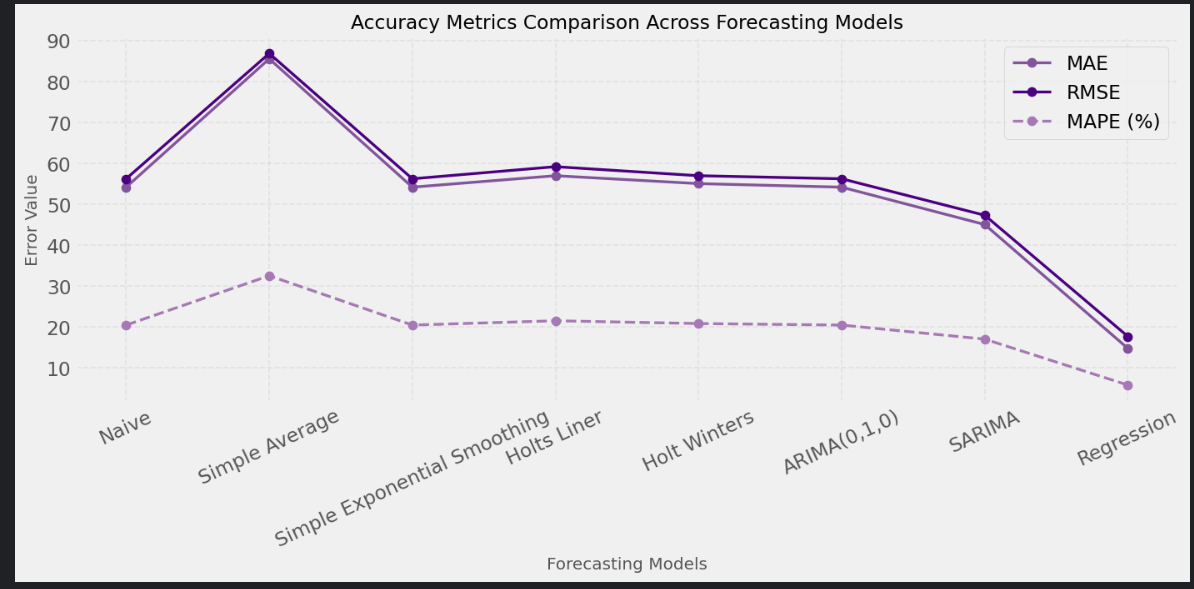 Accuracy Metrics Comparison Across Forecasting Models
MAE
RMSE
MAPE (%)
Error Value
90
80
70
60
50
40
30
20
10
Naive
Simple Average
Simple Exponential Smoothing
Holts Liner
Holt Winters
ARIMA(0,1,0)
SARIMA
Regression
Forecasting Models